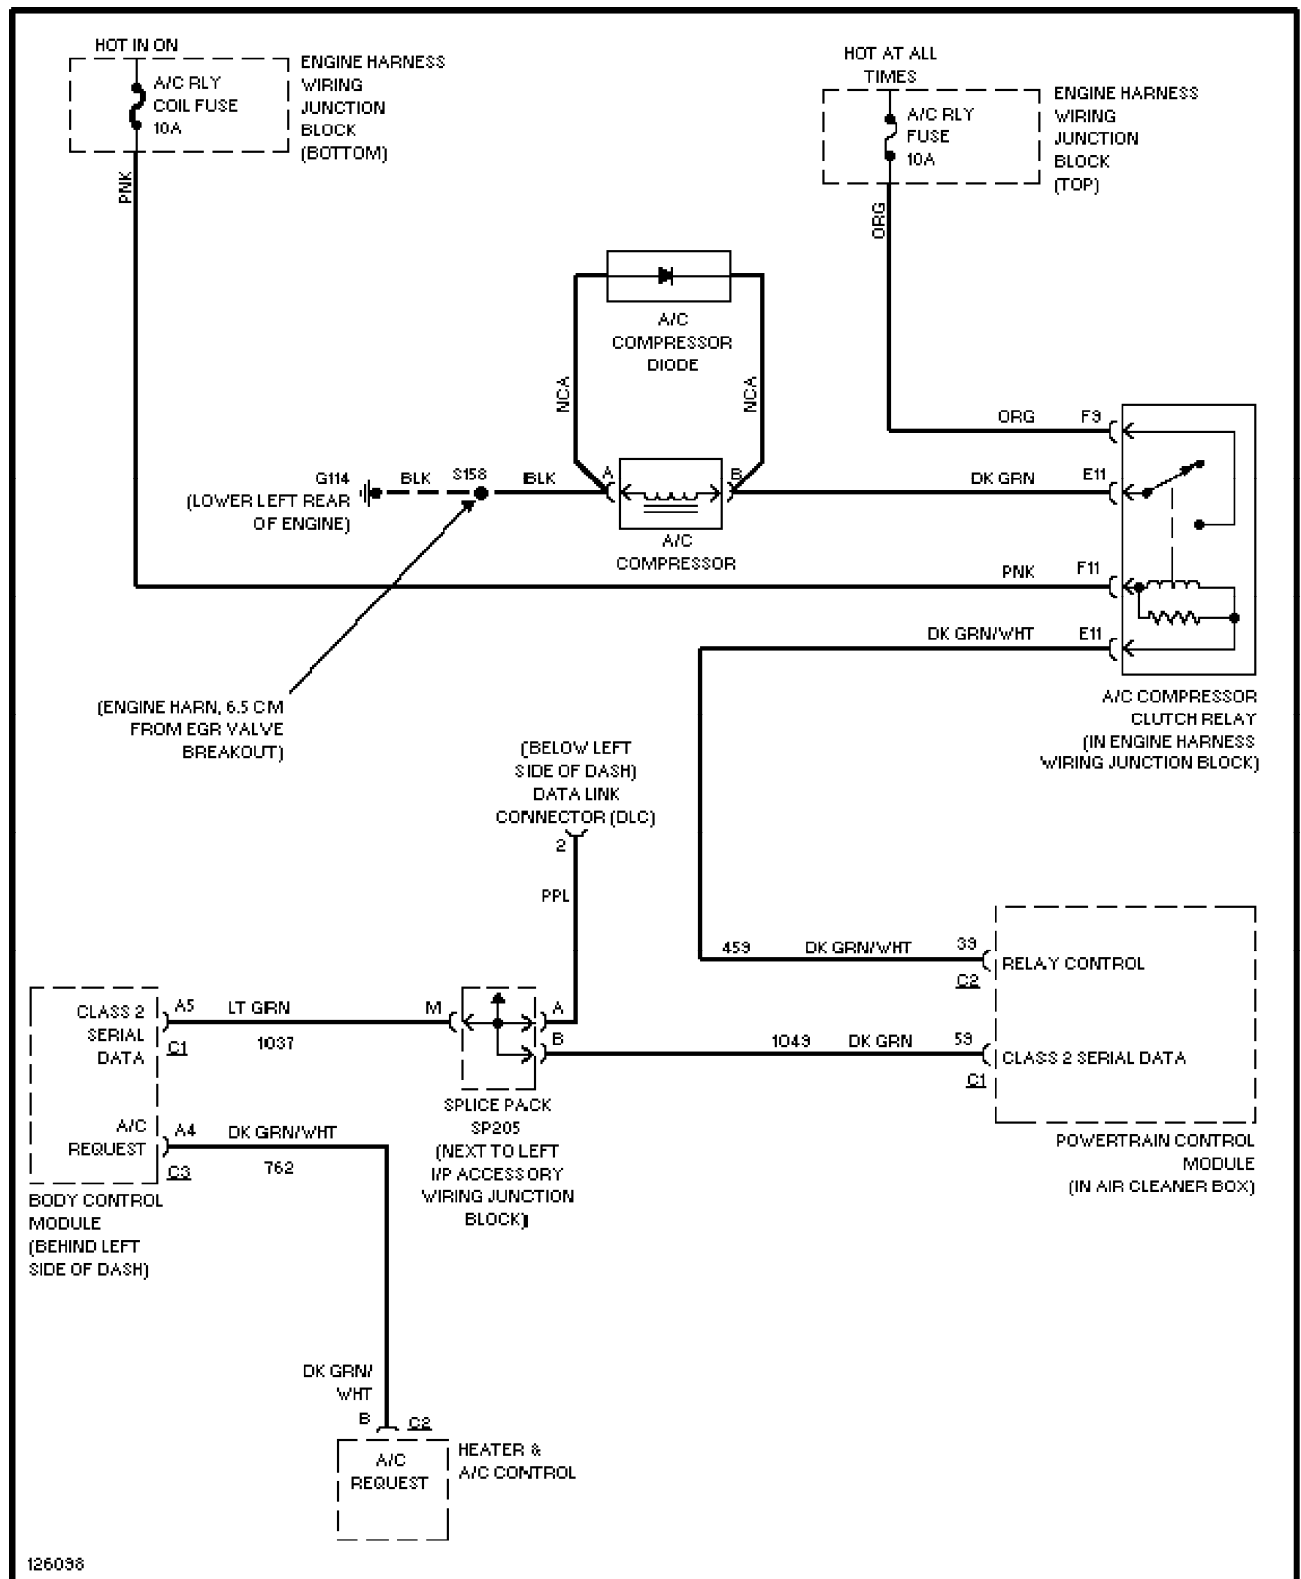 HOT IN ON
A/C RLY
COIL FUSE
10A
ENGINE HARNESS
WIRING
JUNCTION
BLOCK
(BOTTOM)
PNK
HOT AT ALL
TIMES
A/C RLY
FUSE
10A
ENGINE HARNESS
WIRING
JUNCTION
BLOCK
(TOP)
ORG
A/C
COMPRESSOR
DIODE
NCA
NCA
ORG
F9
G114
(LOWER LEFT REAR
OF ENGINE)
BLK
S158
BLK
A
B
DK GRN
E11
A/C
COMPRESSOR
PNK
F11
DK GRN/WHT
E11
(ENGINE HARN, 6.5 CM
FROM EGR VALVE
BREAKOUT)
A/C COMPRESSOR
CLUTCH RELAY
(IN ENGINE HARNESS
WIRING JUNCTION BLOCK)
(BELOW LEFT
SIDE OF DASH)
DATA LINK
CONNECTOR (DLC)
2
PPL
459
DK GRN/WHT
39
C2
RELAY CONTROL
CLASS 2
SERIAL
DATA
A5
C1
LT GRN
1037
M
A
B
1049
DK GRN
59
C1
CLASS 2 SERIAL DATA
A/C
REQUEST
A4
C3
DK GRN/WHT
762
SPLICE PACK
SP205
(NEXT TO LEFT
I/P ACCESSORY
WIRING JUNCTION
BLOCK)
POWERTRAIN CONTROL
MODULE
(IN AIR CLEANER BOX)
BODY CONTROL
MODULE
(BEHIND LEFT
SIDE OF DASH)
DK GRN/
WHT
B
C2
A/C
REQUEST
HEATER &
A/C CONTROL
126098